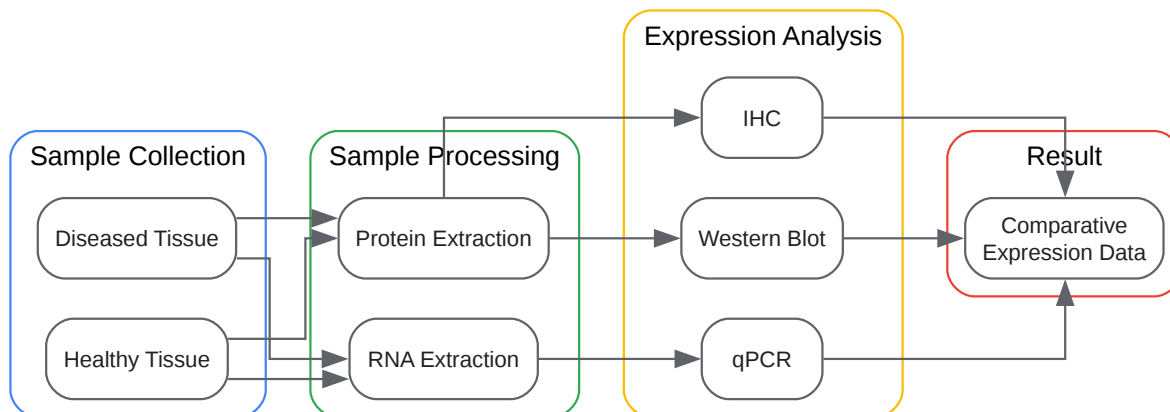 Expression Analysis
IHC
Sample Collection
Sample Processing
Result
Diseased Tissue
Protein Extraction
Western Blot
Comparative
Expression Data
Healthy Tissue
RNA Extraction
qPCR